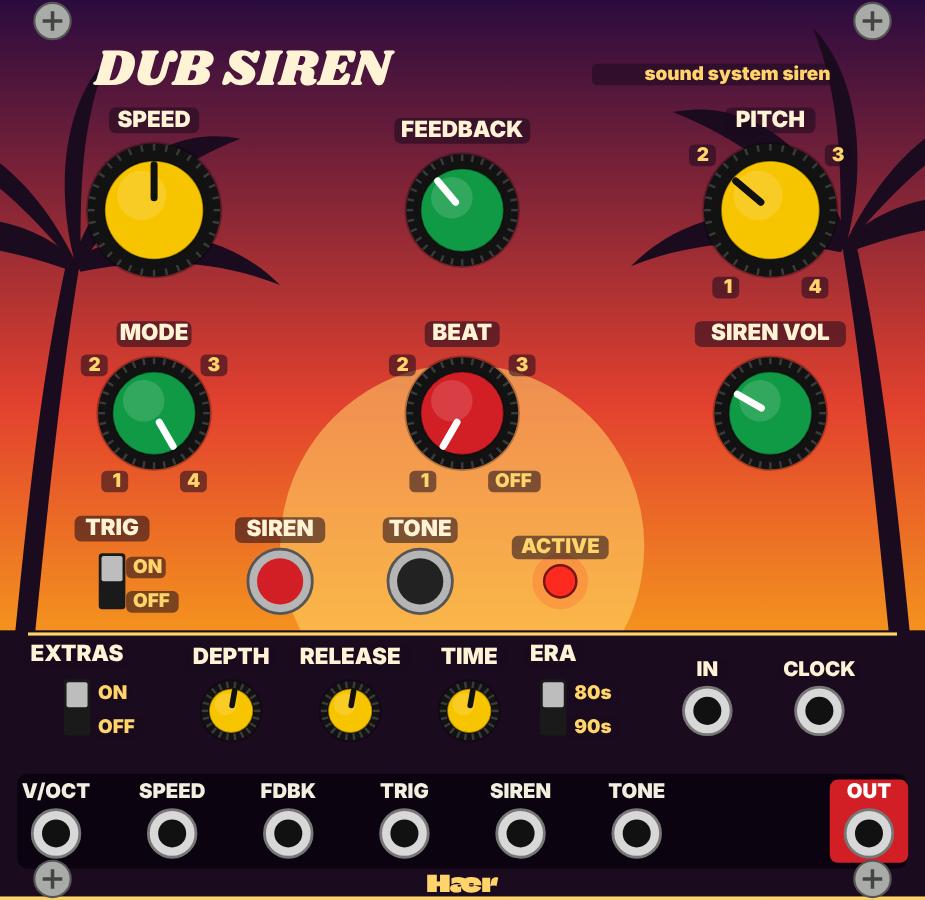 DUB SIREN
sound system siren
SPEED
FEEDBACK
PITCH
2 3
1 4
MODE
BEAT
SIREN VOL
2 3
2 3
1 4
1 OFF
TRIG
SIREN
TONE
ACTIVE
ON
OFF
EXTRAS
DEPTH
RELEASE
TIME
ERA
IN
CLOCK
ON
OFF
80s
90s
V/OCT
SPEED
FDBK
TRIG
SIREN
TONE
OUT
Hær